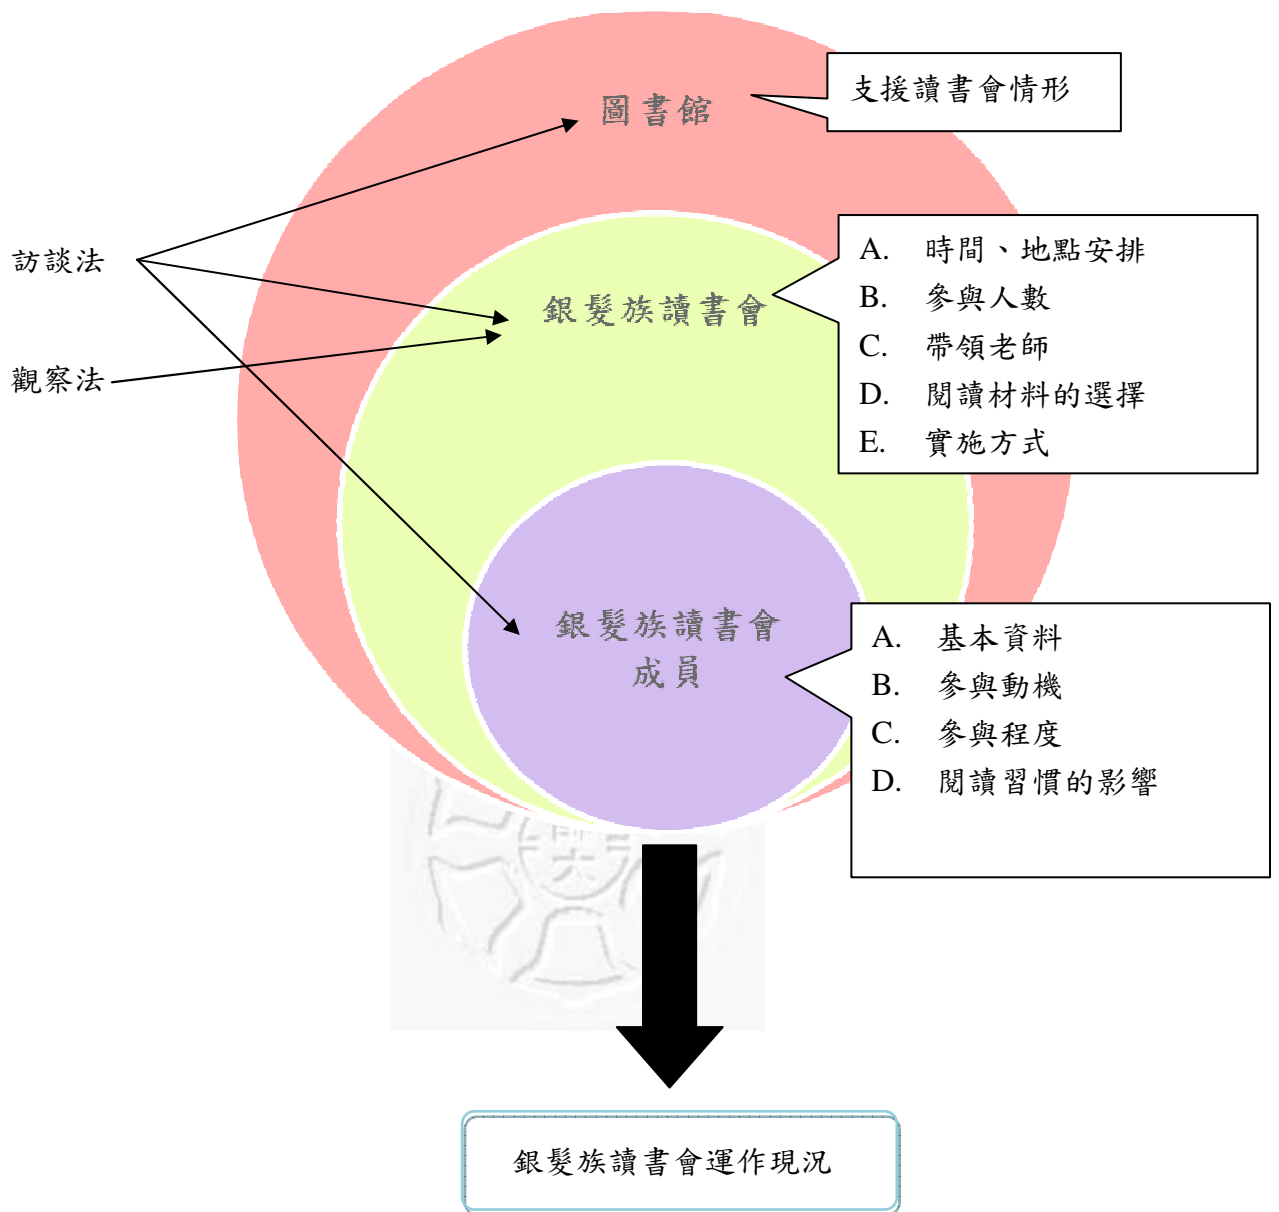 圖書館
支援讀書會情形
訪談法
觀察法
銀髮族讀書會
A. 時間、地點安排
B. 參與人數
C. 帶領老師
D. 閱讀材料的選擇
E. 實施方式
銀髮族讀書會
成員
A. 基本資料
B. 參與動機
C. 參與程度
D. 閱讀習慣的影響
銀髮族讀書會運作現況